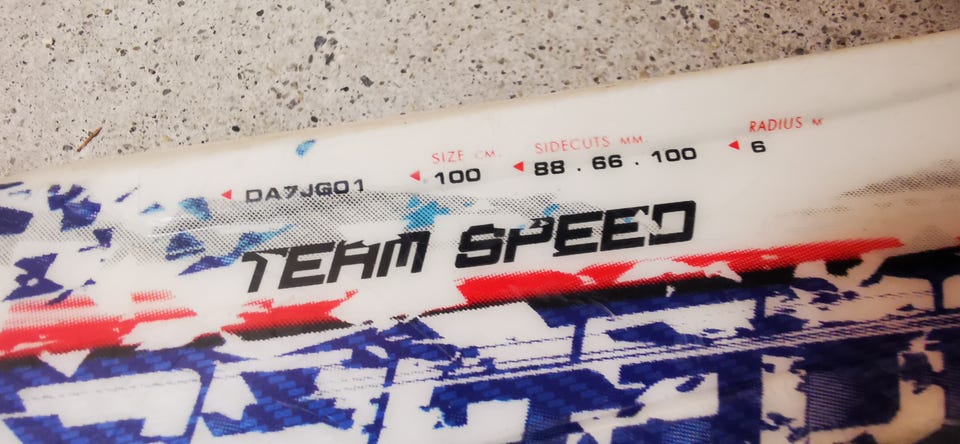 SIZE CM. SIDECUTS MM. RADIUS M
DA7JG01 100 88 . 66 . 100 6
TEAM SPEED